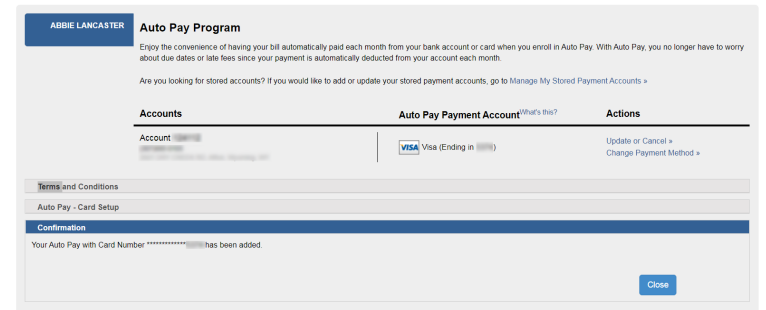 ABBIE LANCASTER
Auto Pay Program
Enjoy the convenience of having your bill automatically paid each month from your bank account or card when you enroll in Auto Pay. With Auto Pay, you no longer have to worry
about due dates or late fees since your payment is automatically deducted from your account each month.
Are you looking for stored accounts? If you would like to add or update your stored payment accounts, go to Manage My Stored Payment Accounts »
Accounts
Auto Pay Payment Account What's this?
Actions
Account
VISA Visa (Ending in )
Update or Cancel »
Change Payment Method »
Terms and Conditions
Auto Pay - Card Setup
Confirmation
Your Auto Pay with Card Number ************* has been added.
Close